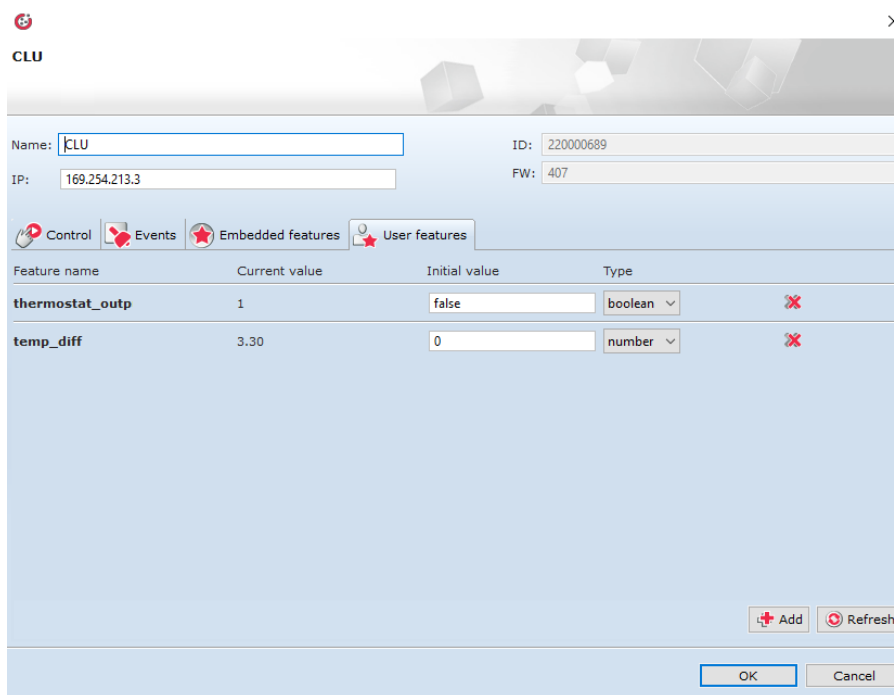 CLU
Name: CLU ID: 220000689
IP: 169.254.213.3 FW: 407
Control Events Embedded features User features
Feature name Current value Initial value Type
thermostat_outp 1 false boolean
temp_diff 3.30 0 number
Add Refresh
OK Cancel